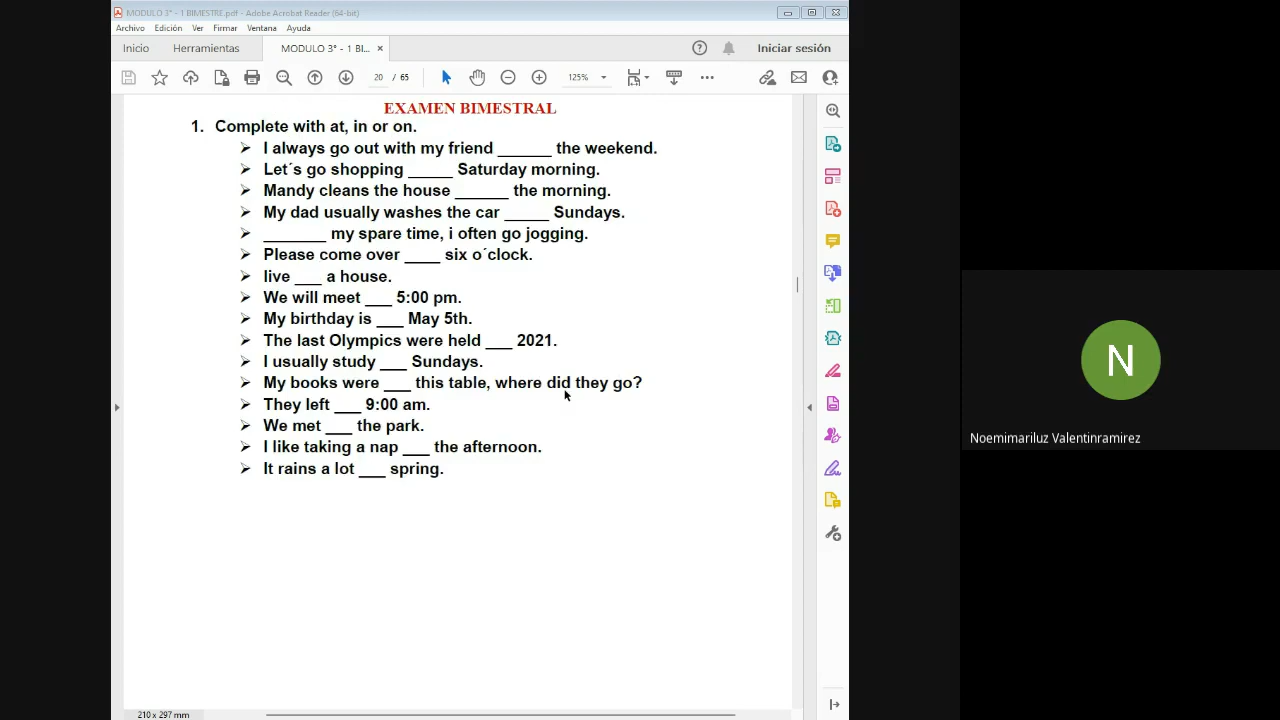 MODULO 3° - 1 BIMESTRE.pdf - Adobe Acrobat Reader (64-bit)
Archivo Edición Ver Firmar Ventana Ayuda
Inicio Herramientas MODULO 3° - 1 BI... × Iniciar sesión
20 / 65 125%
EXAMEN BIMESTRAL
1. Complete with at, in or on.
➢ I always go out with my friend ______ the weekend.
➢ Let´s go shopping _____ Saturday morning.
➢ Mandy cleans the house ______ the morning.
➢ My dad usually washes the car _____ Sundays.
➢ _______ my spare time, i often go jogging.
➢ Please come over ____ six o´clock.
➢ live ___ a house.
➢ We will meet ___ 5:00 pm.
➢ My birthday is ___ May 5th.
➢ The last Olympics were held ___ 2021.
➢ I usually study ___ Sundays.
➢ My books were ___ this table, where did they go?
➢ They left ___ 9:00 am.
➢ We met ___ the park.
➢ I like taking a nap ___ the afternoon.
➢ It rains a lot ___ spring.
210 x 297 mm
N
Noemimariluz Valentinramirez